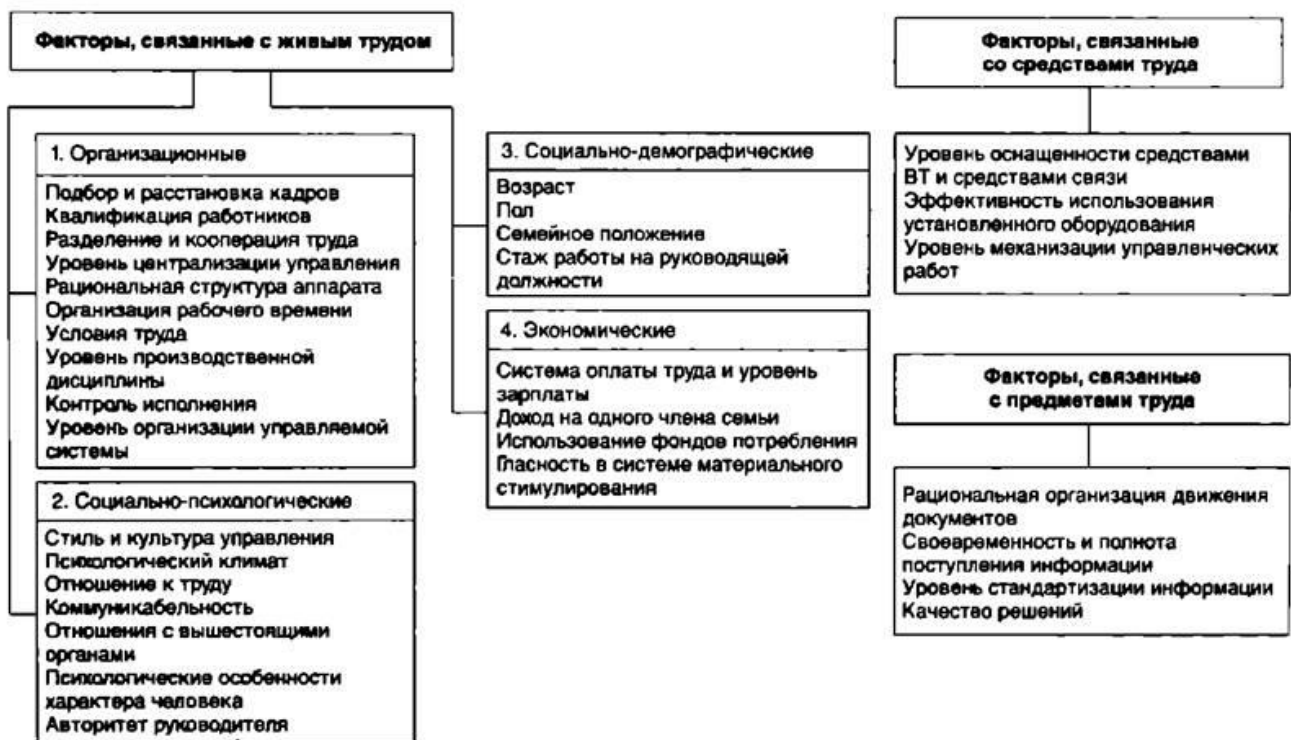 Факторы, связанные с живым трудом
1. Организационные
Подбор и расстановка кадров
Квалификация работников
Разделение и кооперация труда
Уровень централизации управления
Рациональная структура аппарата
Организация рабочего времени
Условия труда
Уровень производственной
дисциплины
Контроль исполнения
Уровень организации управляемой
системы
2. Социально-психологические
Стиль и культура управления
Психологический климат
Отношение к труду
Коммуникабельность
Отношения с вышестоящими
органами
Психологические особенности
характера человека
Авторитет руководителя
3. Социально-демографические
Возраст
Пол
Семейное положение
Стаж работы на руководящей
должности
4. Экономические
Система оплаты труда и уровень
зарплаты
Доход на одного члена семьи
Использование фондов потребления
Гласность в системе материального
стимулирования
Факторы, связанные
со средствами труда
Уровень оснащенности средствами
ВТ и средствами связи
Эффективность использования
установленного оборудования
Уровень механизации управленческих
работ
Факторы, связанные
с предметами труда
Рациональная организация движения
документов
Своевременность и полнота
поступления информации
Уровень стандартизации информации
Качество решений